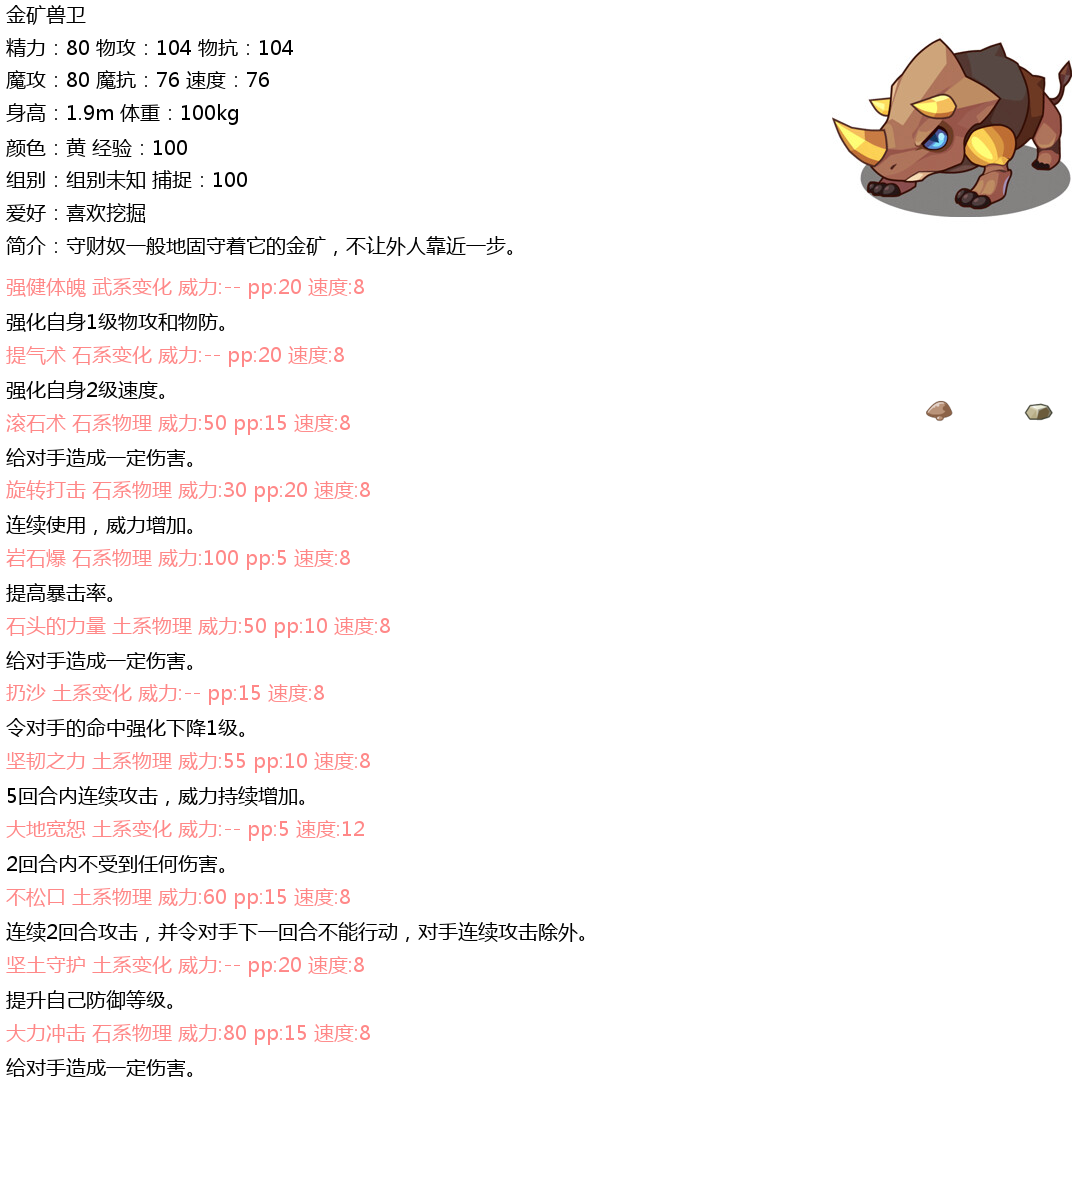 金矿兽卫
精力：80 物攻：104 物抗：104
魔攻：80 魔抗：76 速度：76
身高：1.9m 体重：100kg
颜色：黄 经验：100
组别：组别未知 捕捉：100
爱好：喜欢挖掘
简介：守财奴一般地固守着它的金矿，不让外人靠近一步。
强健体魄 武系变化 威力:-- pp:20 速度:8
强化自身1级物攻和物防。
提气术 石系变化 威力:-- pp:20 速度:8
强化自身2级速度。
滚石术 石系物理 威力:50 pp:15 速度:8
给对手造成一定伤害。
旋转打击 石系物理 威力:30 pp:20 速度:8
连续使用，威力增加。
岩石爆 石系物理 威力:100 pp:5 速度:8
提高暴击率。
石头的力量 土系物理 威力:50 pp:10 速度:8
给对手造成一定伤害。
扔沙 土系变化 威力:-- pp:15 速度:8
令对手的命中强化下降1级。
坚韧之力 土系物理 威力:55 pp:10 速度:8
5回合内连续攻击，威力持续增加。
大地宽恕 土系变化 威力:-- pp:5 速度:12
2回合内不受到任何伤害。
不松口 土系物理 威力:60 pp:15 速度:8
连续2回合攻击，并令对手下一回合不能行动，对手连续攻击除外。
坚土守护 土系变化 威力:-- pp:20 速度:8
提升自己防御等级。
大力冲击 石系物理 威力:80 pp:15 速度:8
给对手造成一定伤害。